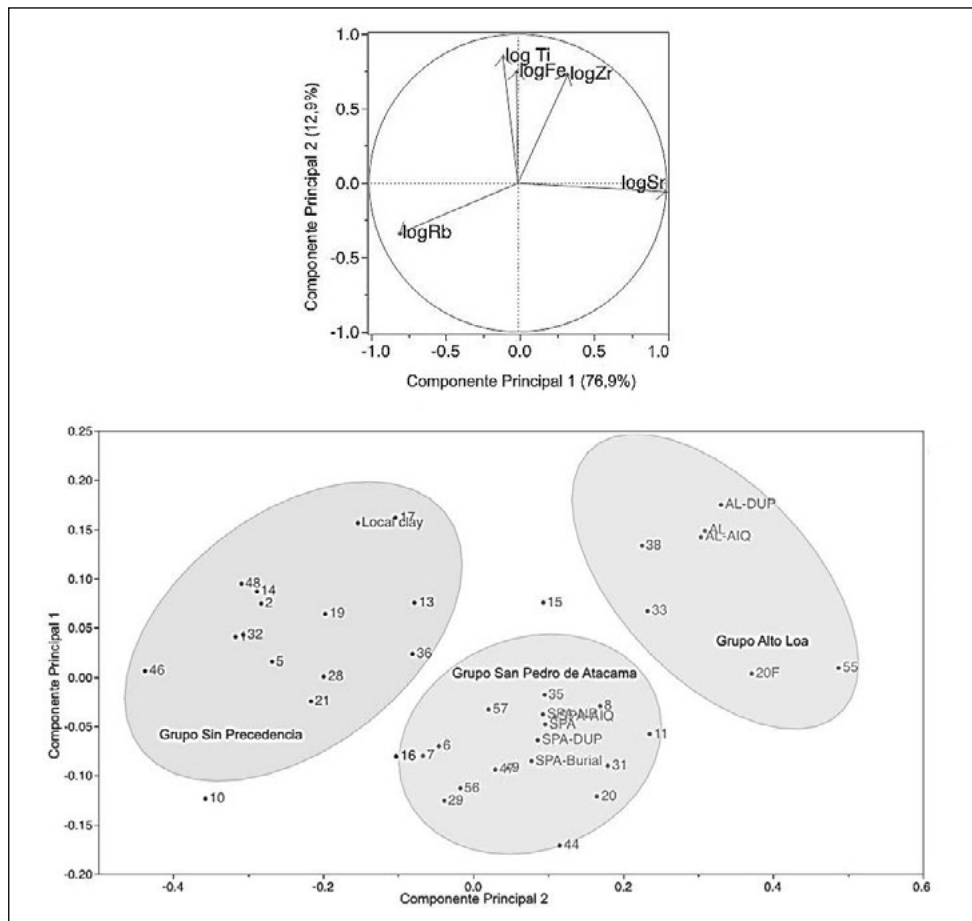 1.0
log Ti
logFe
logZr
0.5
0.0
logSr
logRb
-0.5
-1.0
Componente Principal 2 (12,9%)
-1.0 -0.5 0.0 0.5 1.0
Componente Principal 1 (76,9%)
0.25
0.20
0.15
0.10
0.05
0.00
-0.05
-0.10
-0.15
-0.20
Componente Principal 1
17
Local clay
48
14
2
19
13
32
36
46
5
28
21
Grupo Sin Precedencia
10
15
Grupo San Pedro de Atacama
35
8
57
SPA-AIQ
SPA
11
SPA-DUP
6
16
7
SPA-Burial
31
56
29
20
44
AL-DUP
AL
AL-AIQ
38
33
Grupo Alto Loa
20F
55
-0.4 -0.2 0.0 0.2 0.4 0.6
Componente Principal 2